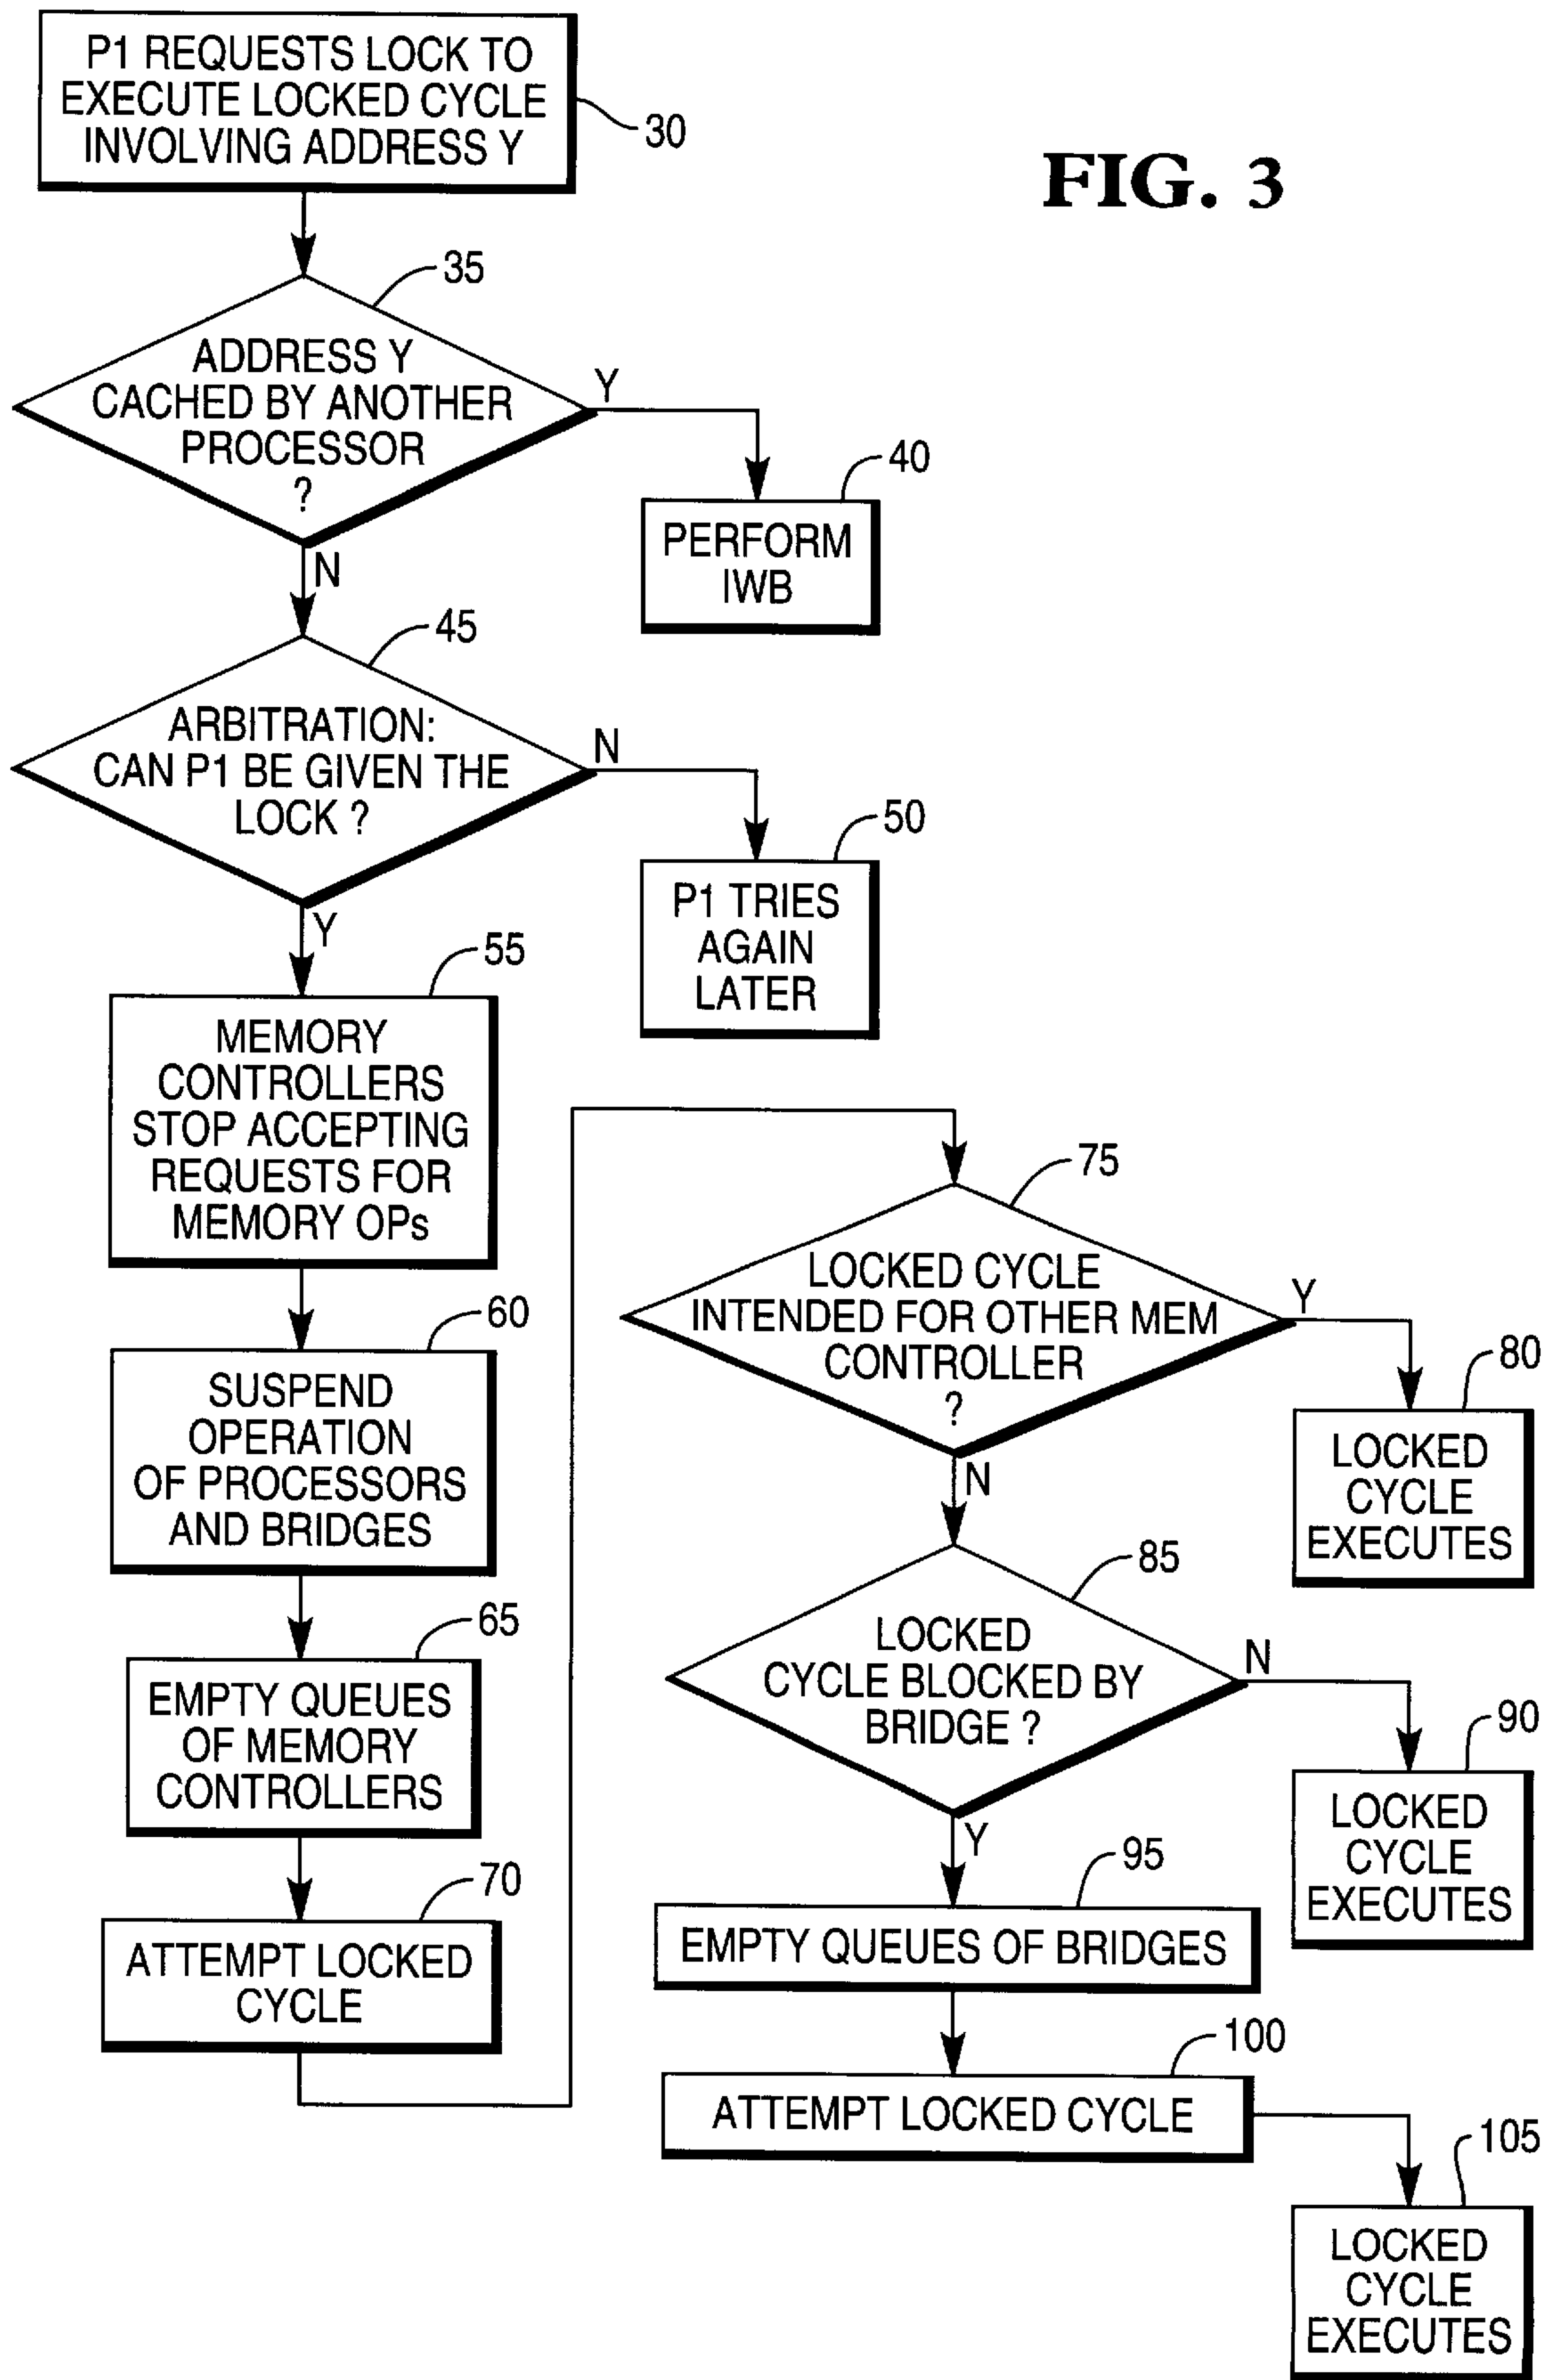 P1 REQUESTS LOCK TO
EXECUTE LOCKED CYCLE
INVOLVING ADDRESS Y
30
FIG. 3
35
ADDRESS Y
CACHED BY ANOTHER
PROCESSOR
?
Y
N
40
PERFORM
IWB
45
ARBITRATION:
CAN P1 BE GIVEN THE
LOCK ?
N
Y
50
P1 TRIES
AGAIN
LATER
55
MEMORY
CONTROLLERS
STOP ACCEPTING
REQUESTS FOR
MEMORY OPs
60
SUSPEND
OPERATION
OF PROCESSORS
AND BRIDGES
65
EMPTY QUEUES
OF MEMORY
CONTROLLERS
70
ATTEMPT LOCKED
CYCLE
75
LOCKED CYCLE
INTENDED FOR OTHER MEM
CONTROLLER
?
Y
N
80
LOCKED
CYCLE
EXECUTES
85
LOCKED
CYCLE BLOCKED BY
BRIDGE ?
N
Y
90
LOCKED
CYCLE
EXECUTES
95
EMPTY QUEUES OF BRIDGES
100
ATTEMPT LOCKED CYCLE
105
LOCKED
CYCLE
EXECUTES